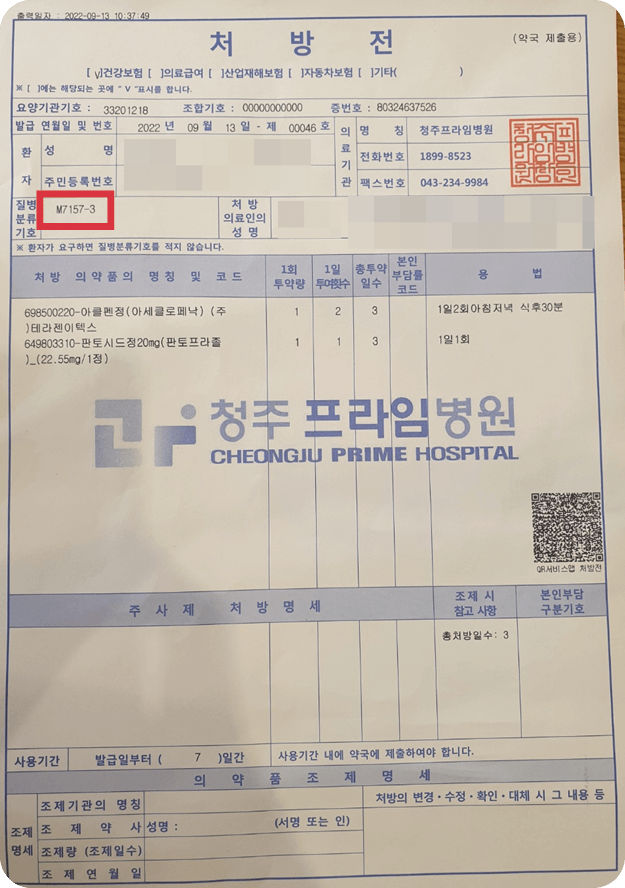 출력일자 : 2022-09-13 10:37:49
처 방 전
(약국 제출용)
[ √]건강보험 [ ]의료급여 [ ]산업재해보험 [ ]자동차보험 [ ]기타( )
※ [ ]에는 해당되는 곳에 " V "표시를 합니다.
요양기관기호 : 33201218 조합기호 : 00000000000 증번호 : 80324637526
발급 연월일 및 번호 2022 년 09 월 13 일 - 제 00046 호
환자
성 명
주민등록번호
의료기관
명 칭 청주프라임병원
전화번호 1899-8523
팩스번호 043-234-9984
질병분류기호 M7157-3
처 방 의료인의 성 명
※ 환자가 요구하면 질병분류기호를 적지 않습니다.
처방 의약품의 명칭 및 코드 1회 투약량 1일 투여횟수 총투약 일수 본인 부담률 코드 용 법
698500220-아클펜정(아세클로페낙) (주)테라젠이텍스 1 2 3 1일2회아침저녁 식후30분
649803310-판토시드정20mg(판토프라졸)_(22.55mg/1정) 1 1 3 1일1회
청주 프라임병원
CHEONGJU PRIME HOSPITAL
QR서비스앱 처방전
주 사 제 처 방 명 세 조제 시 참고 사항 본인부담 구분기호
총처방일수: 3
사용기간 발급일부터 ( 7 )일간 사용기간 내에 약국에 제출하여야 합니다.
의 약 품 조 제 명 세
조제명세
조제기관의 명칭
처방의 변경·수정·확인·대체 시 그 내용 등
조 제 약 사 성명 : (서명 또는 인)
조제량 (조제일수)
조 제 연 월 일